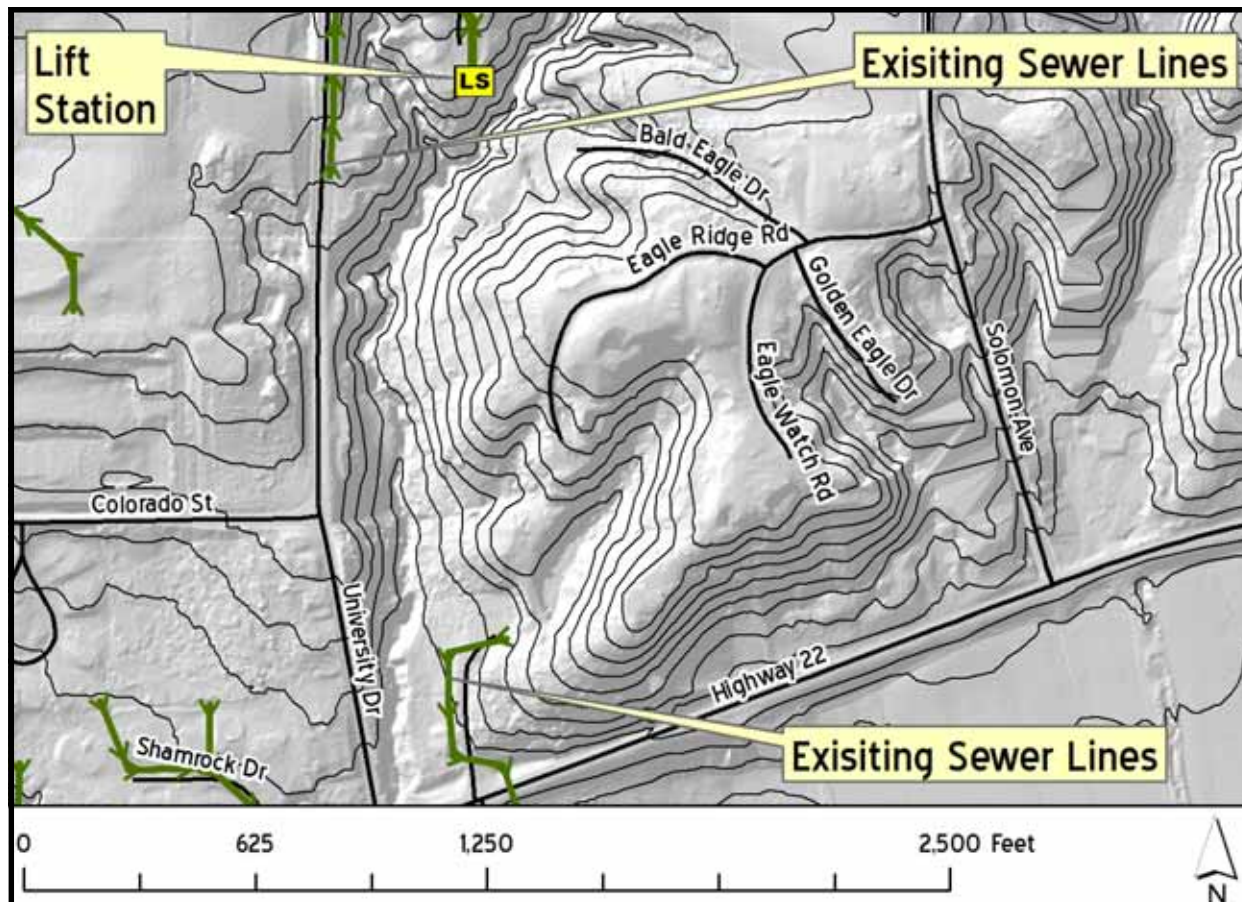 Lift
Station
LS
Exisiting Sewer Lines
Bald Eagle Dr
Eagle Ridge Rd
Golden Eagle Dr
Eagle Watch Rd
Solomon Ave
Colorado St
University Dr
Highway 22
Shamrock Dr
Exisiting Sewer Lines
0 625 1,250 2,500 Feet
N